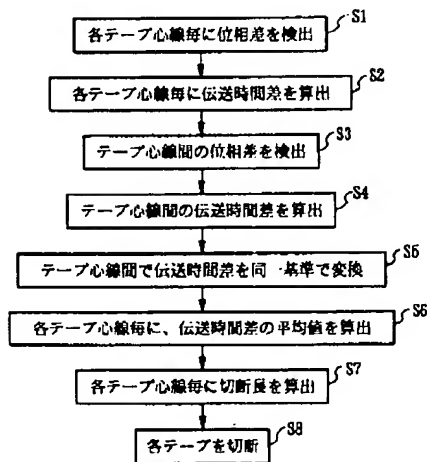 S1
各テープ心線毎に位相差を検出
S2
各テープ心線毎に伝送時間差を算出
S3
テープ心線間の位相差を検出
S4
テープ心線間の伝送時間差を算出
S5
テープ心線間で伝送時間差を同一基準で変換
S6
各テープ心線毎に、伝送時間差の平均値を算出
S7
各テープ心線毎に切断長を算出
S8
各テープを切断